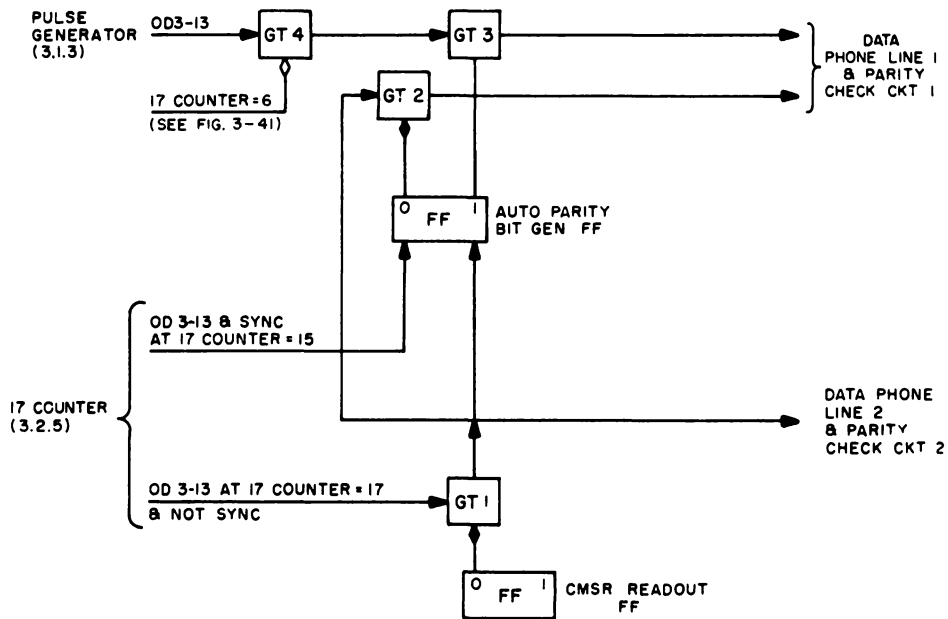 PULSE
GENERATOR
(3.1.3)
OD3-13
GT 4
GT 3
DATA
PHONE LINE 1
& PARITY
CHECK CKT 1
17 COUNTER=6
(SEE FIG. 3-41)
GT 2
0 FF 1
AUTO PARITY
BIT GEN FF
OD 3-13 & SYNC
AT 17 COUNTER=15
17 COUNTER
(3.2.5)
DATA PHONE
LINE 2
& PARITY
CHECK CKT 2
OD 3-13 AT 17 COUNTER=17
& NOT SYNC
GT 1
0 FF 1
CMSR READOUT
FF